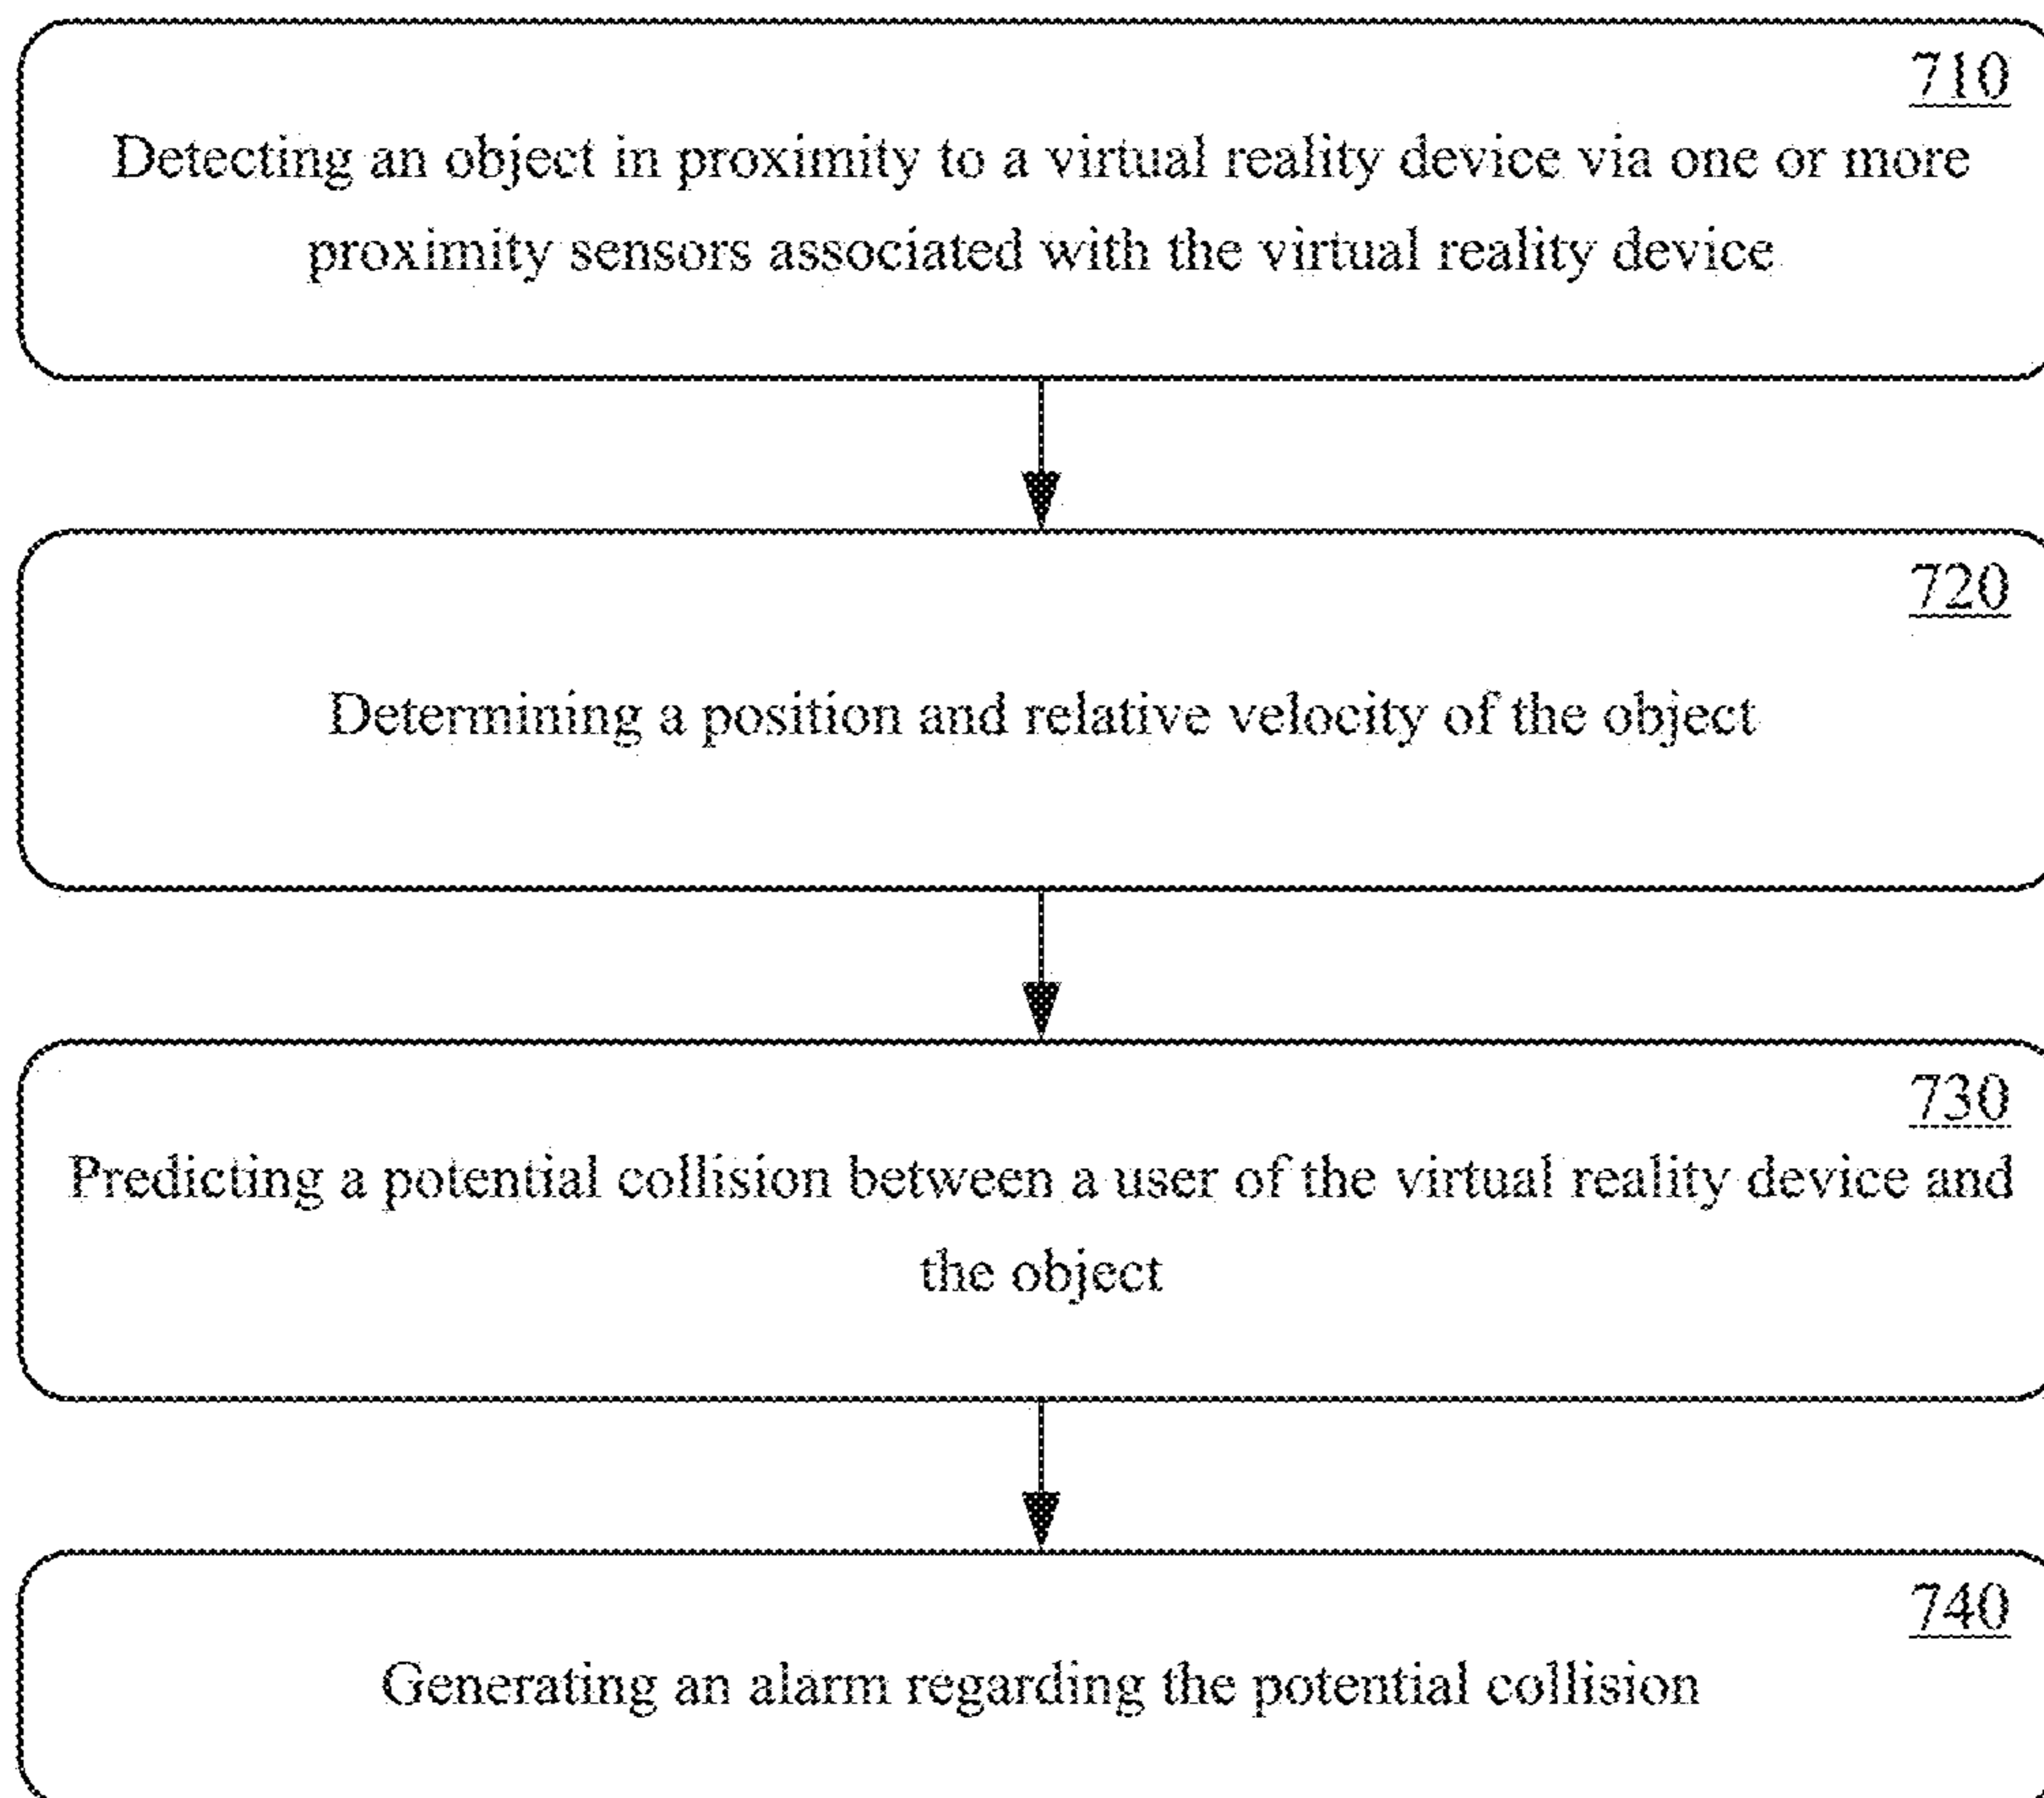 710
Detecting an object in proximity to a virtual reality device via one or more
proximity sensors associated with the virtual reality device
720
Determining a position and relative velocity of the object
730
Predicting a potential collision between a user of the virtual reality device and
the object
740
Generating an alarm regarding the potential collision